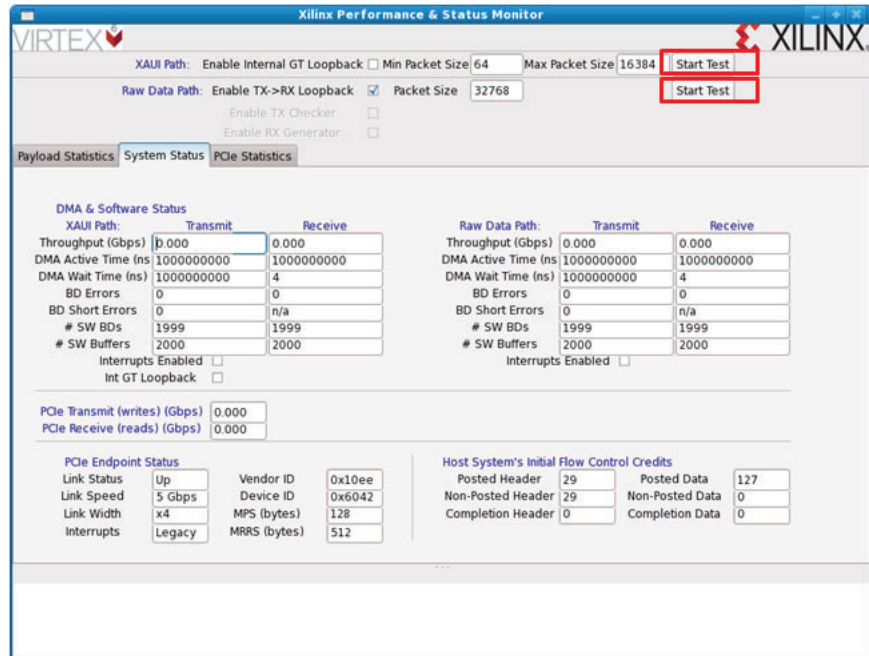 Xilinx Performance & Status Monitor
VIRTEX 6 XILINX
XAUI Path: Enable Internal GT Loopback Min Packet Size 64 Max Packet Size 16384 Start Test
Raw Data Path: Enable TX->RX Loopback Packet Size 32768 Start Test
Enable TX Checker
Enable RX Generator
Payload Statistics System Status PCIe Statistics
DMA & Software Status
XAUI Path: Transmit Receive Raw Data Path: Transmit Receive
Throughput (Gbps) 0.000 0.000 Throughput (Gbps) 0.000 0.000
DMA Active Time (ns 1000000000 1000000000 DMA Active Time (ns 1000000000 1000000000
DMA Wait Time (ns) 1000000000 4 DMA Wait Time (ns) 1000000000 4
BD Errors 0 0 BD Errors 0 0
BD Short Errors 0 n/a BD Short Errors 0 n/a
# SW BDs 1999 1999 # SW BDs 1999 1999
# SW Buffers 2000 2000 # SW Buffers 2000 2000
Interrupts Enabled Interrupts Enabled
Int GT Loopback
PCIe Transmit (writes) (Gbps) 0.000
PCIe Receive (reads) (Gbps) 0.000
PCIe Endpoint Status Host System's Initial Flow Control Credits
Link Status Up Vendor ID 0x10ee Posted Header 29 Posted Data 127
Link Speed 5 Gbps Device ID 0x6042 Non-Posted Header 29 Non-Posted Data 0
Link Width x4 MPS (bytes) 128 Completion Header 0 Completion Data 0
Interrupts Legacy MRRS (bytes) 512